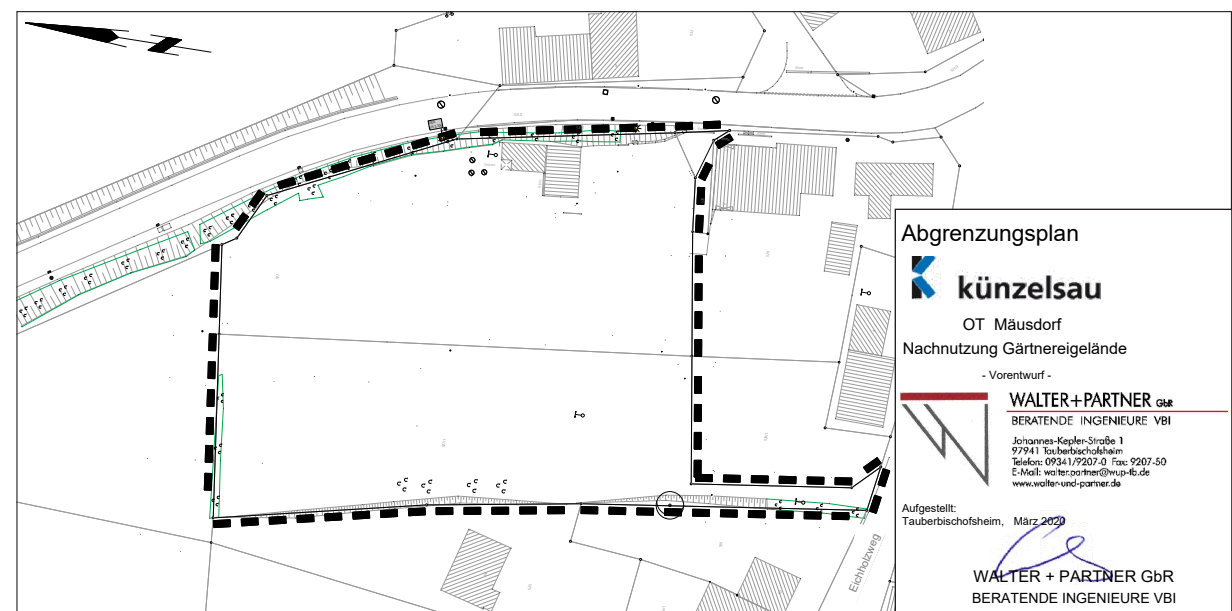 Abgrenzungsplan
künzelsau
OT Mäusdorf
Nachnutzung Gärtnereigelände
- Vorentwurf -
WALTER+PARTNER GbR
BERATENDE INGENIEURE VBI
Johannes-Kepler-Straße 1
97941 Tauberbischofsheim
Telefon: 09341/9207-0 Fax: 9207-50
E-Mail: walter.partner@wup-tb.de
www.walter-und-partner.de
Aufgestellt:
Tauberbischofsheim, März 2020
WALTER + PARTNER GbR
BERATENDE INGENIEURE VBI
Eichholzweg